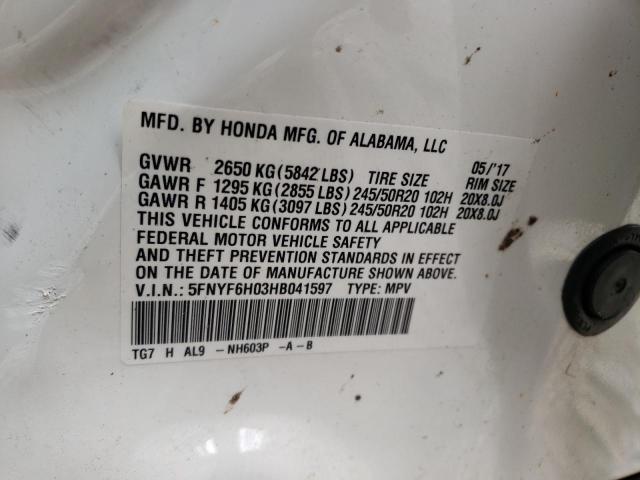 MFD. BY HONDA MFG. OF ALABAMA, LLC
GVWR 2650 KG(5842 LBS) TIRE SIZE 05/'17 RIM SIZE
GAWR F 1295 KG(2855 LBS)245/50R20 102H 20X8.0J
GAWR R 1405 KG(3097 LBS)245/50R20 102H 20X8.0J
THIS VEHICLE CONFORMS TO ALL APPLICABLE
FEDERAL MOTOR VEHICLE SAFETY
AND THEFT PREVENTION STANDARDS IN EFFECT
ON THE DATE OF MANUFACTURE SHOWN ABOVE.
V.I.N.: 5FNYF6H03HB041597 TYPE: MPV
TG7 H AL9 -NH603P -A-B